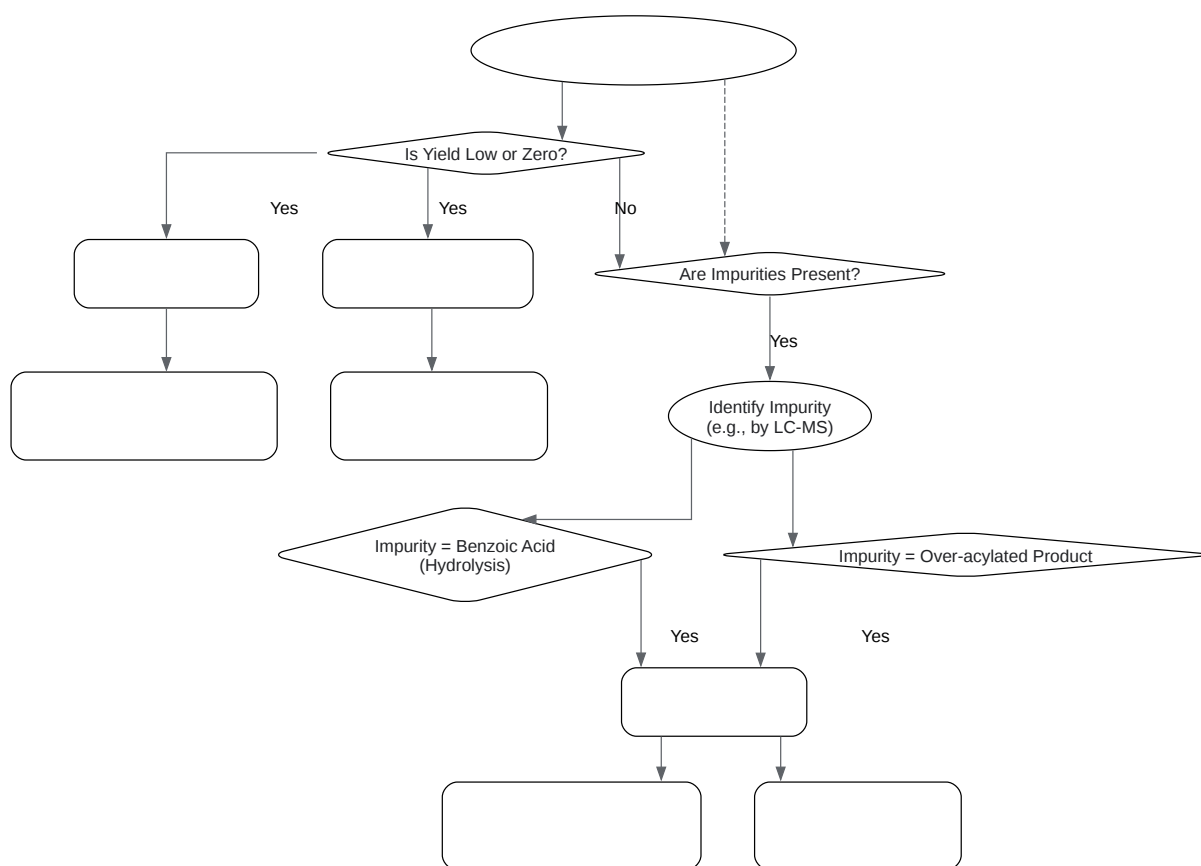 Is Yield Low or Zero?
Yes
Yes
No
Are Impurities Present?
Yes
Identify Impurity
(e.g., by LC-MS)
Impurity = Benzoic Acid
(Hydrolysis)
Impurity = Over-acylated Product
Yes
Yes